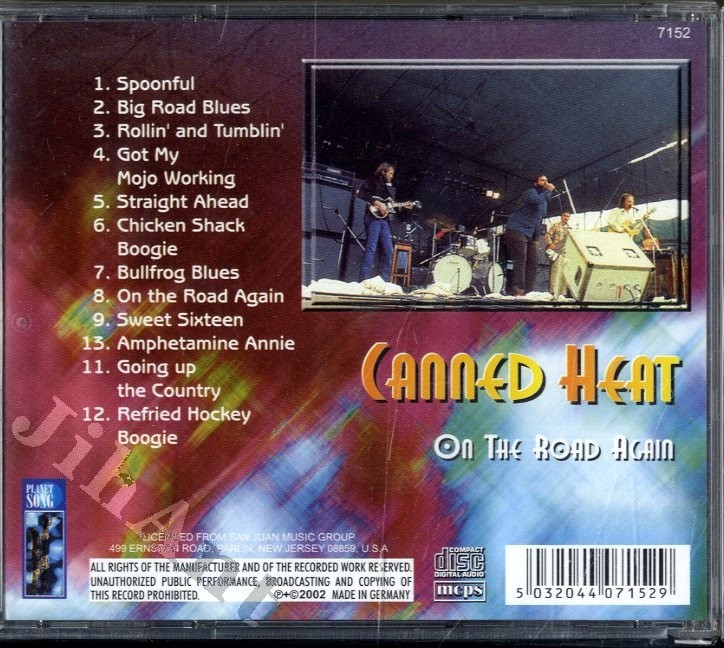 7152
1. Spoonful
2. Big Road Blues
3. Rollin' and Tumblin'
4. Got My
Mojo Working
5. Straight Ahead
6. Chicken Shack
Boogie
7. Bullfrog Blues
8. On the Road Again
9. Sweet Sixteen
13. Amphetamine Annie
11. Going up
the Country
12. Refried Hockey
Boogie
CANNED HEAT
ON THE ROAD AGAIN
PLANET
SONG
LICENSED FROM SAN JUAN MUSIC GROUP
499 ERNSTON ROAD, PARLIN, NEW JERSEY 08859, U.S.A
ALL RIGHTS OF THE MANUFACTURER AND OF THE RECORDED WORK RESERVED.
UNAUTHORIZED PUBLIC PERFORMANCE, BROADCASTING AND COPYING OF
THIS RECORD PROHIBITED. ℗+©2002 MADE IN GERMANY
COMPACT
disc
DIGITAL AUDIO
mcps
5 032044 071529